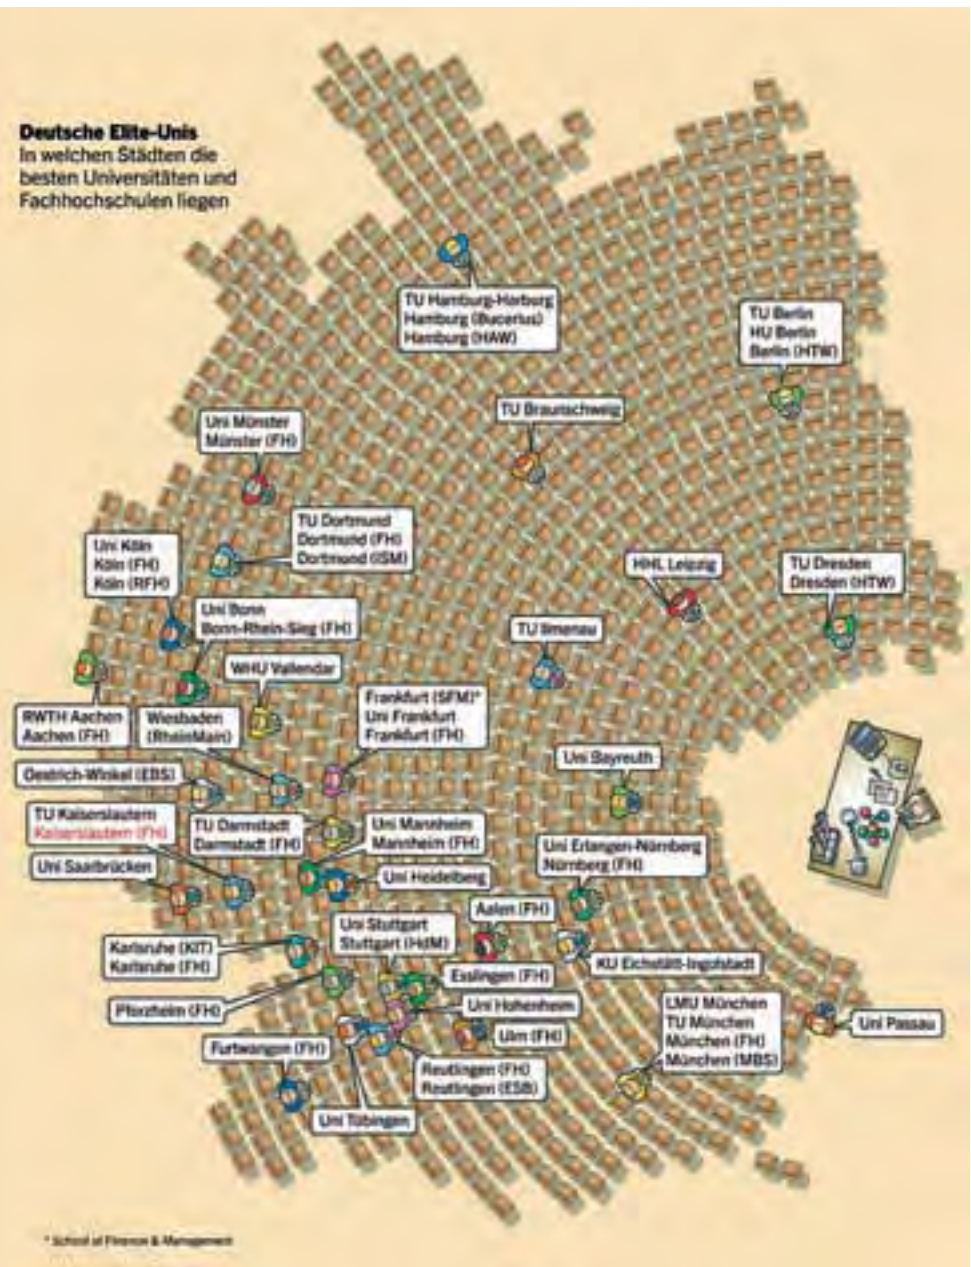 Deutsche Elite-Unis
In welchen Städten die
besten Universitäten und
Fachhochschulen liegen
TU Hamburg-Harburg
Hamburg (Bucerius)
Hamburg (HAW)
TU Berlin
HU Berlin
Berlin (HTW)
TU Braunschweig
Uni Münster
Münster (FH)
TU Dortmund
Dortmund (FH)
Dortmund (ISM)
Uni Köln
Köln (FH)
Köln (RFH)
HHL Leipzig
TU Dresden
Dresden (HTW)
Uni Bonn
Bonn-Rhein-Sieg (FH)
TU Ilmenau
WHU Vallendar
RWTH Aachen
Aachen (FH)
Wiesbaden
(RheinMain)
Frankfurt (SFM)*
Uni Frankfurt
Frankfurt (FH)
Uni Bayreuth
Oestrich-Winkel (EBS)
TU Kaiserslautern
Kaiserslautern (FH)
TU Darmstadt
Darmstadt (FH)
Uni Mannheim
Mannheim (FH)
Uni Erlangen-Nürnberg
Nürnberg (FH)
Uni Saarbrücken
Uni Heidelberg
Aalen (FH)
Uni Stuttgart
Stuttgart (HdM)
Karlsruhe (KIT)
Karlsruhe (FH)
KU Eichstätt-Ingolstadt
Esslingen (FH)
Pforzheim (FH)
Uni Hohenheim
LMU München
TU München
München (FH)
München (MBS)
Uni Passau
Ulm (FH)
Furtwangen (FH)
Reutlingen (FH)
Reutlingen (ESB)
Uni Tübingen
* School of Finance & Management